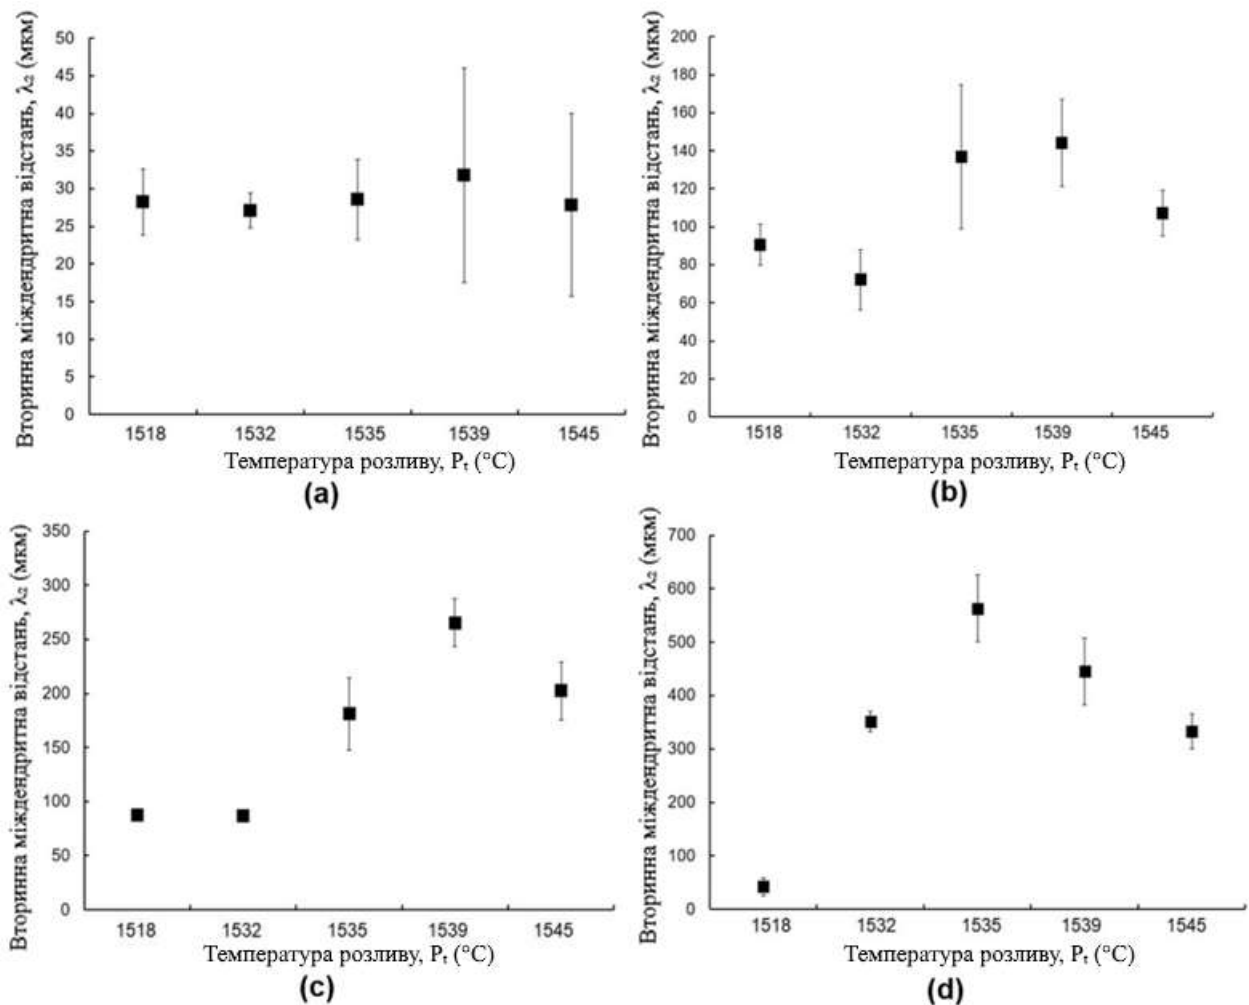 Вторинна міждендритна відстань, λ₂ (мкм)
50
45
40
35
30
25
20
15
10
5
0
1518 1532 1535 1539 1545
Температура розливу, Pₜ (°C)
(a)
Вторинна міждендритна відстань, λ₂ (мкм)
200
180
160
140
120
100
80
60
40
20
0
1518 1532 1535 1539 1545
Температура розливу, Pₜ (°C)
(b)
Вторинна міждендритна відстань, λ₂ (мкм)
350
300
250
200
150
100
50
0
1518 1532 1535 1539 1545
Температура розливу, Pₜ (°C)
(c)
Вторинна міждендритна відстань, λ₂ (мкм)
700
600
500
400
300
200
100
0
1518 1532 1535 1539 1545
Температура розливу, Pₜ (°C)
(d)